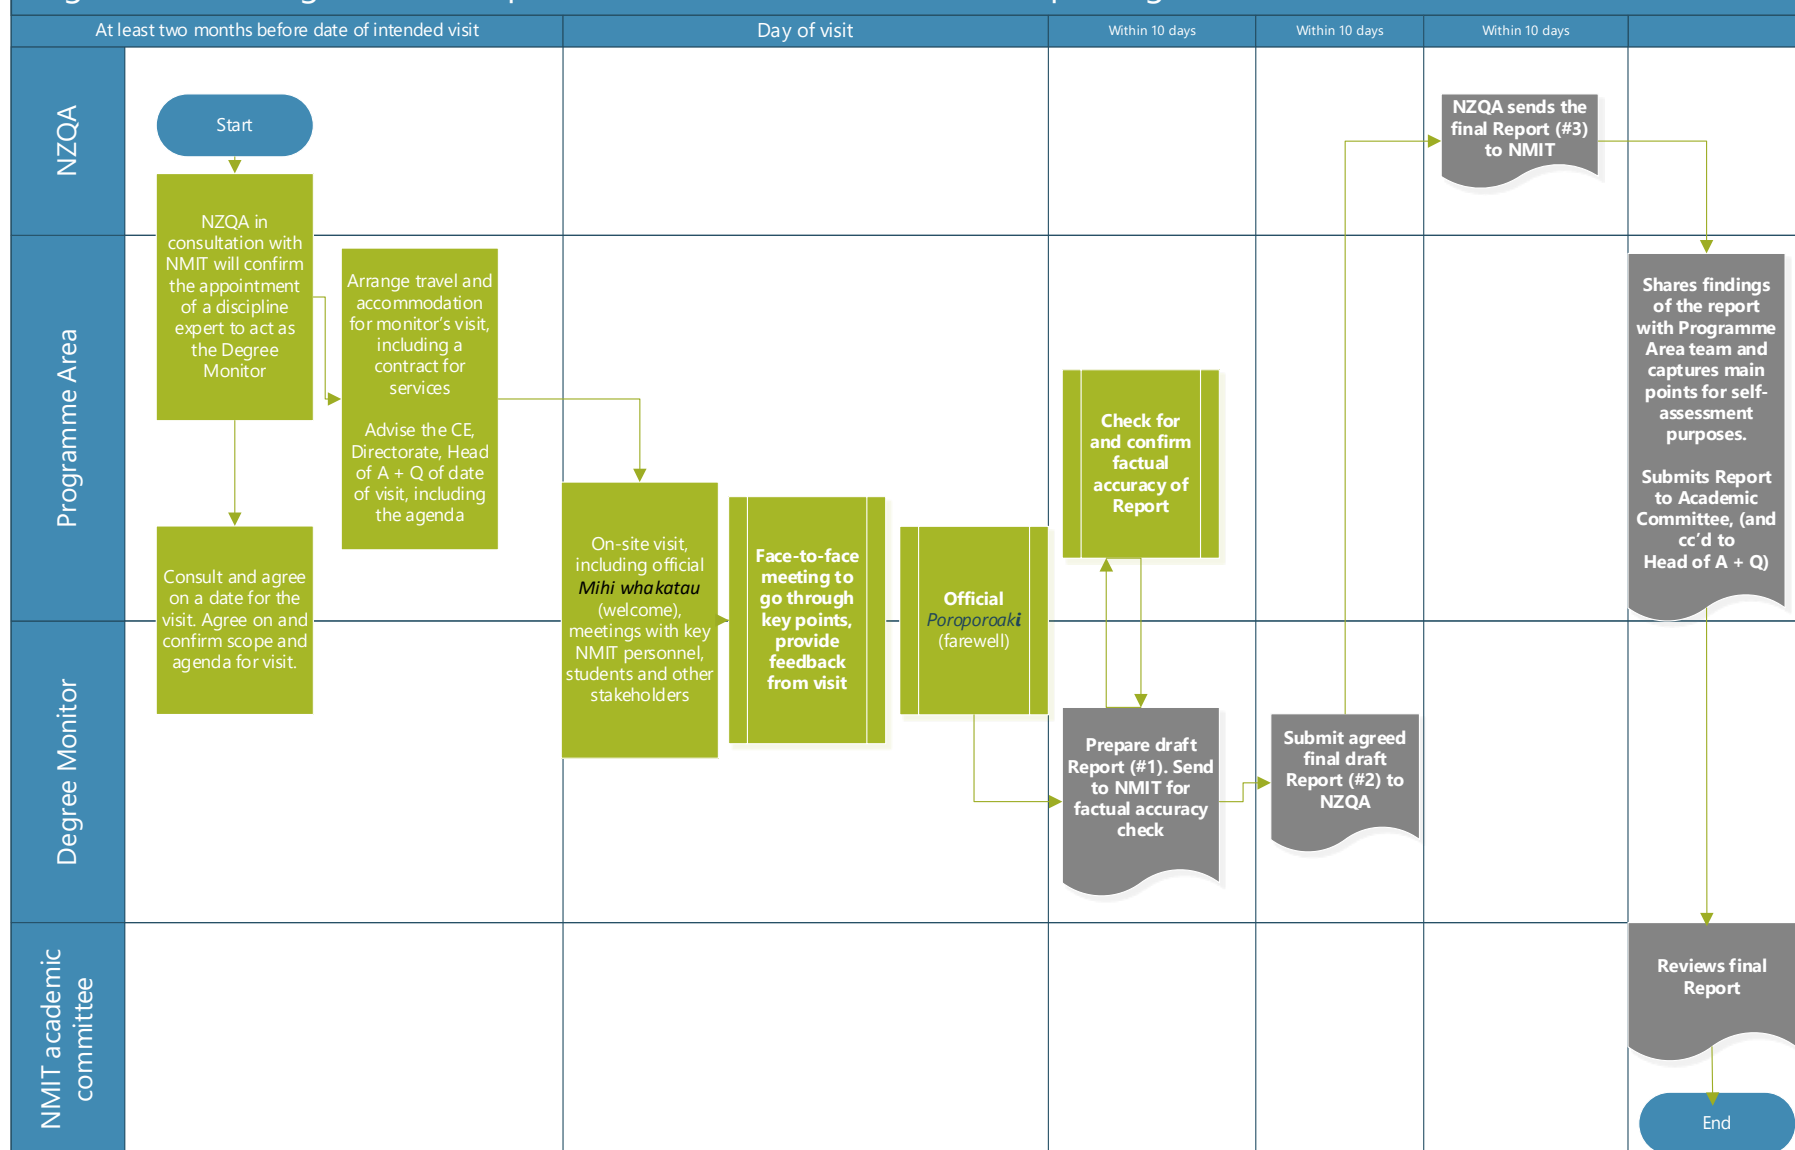 At least two months before date of intended visit
Day of visit
Within 10 days
Within 10 days
Within 10 days
NZQA
Start
NZQA in
consultation with
NMIT will confirm
the appointment
of a discipline
expert to act as
the Degree
Monitor
NZQA sends the
final Report (#3)
to NMIT
Programme Area
Arrange travel and
accommodation
for monitor's visit,
including a
contract for
services
Advise the CE,
Directorate, Head
of A + Q of date
of visit, including
the agenda
Consult and agree
on a date for the
visit. Agree on and
confirm scope and
agenda for visit.
On-site visit,
including official
Mihi whakatau
(welcome),
meetings with key
NMIT personnel,
students and other
stakeholders
Face-to-face
meeting to
go through
key points,
provide
feedback
from visit
Official
Poroporoaki
(farewell)
Check for
and confirm
factual
accuracy of
Report
Shares findings
of the report
with Programme
Area team and
captures main
points for self-
assessment
purposes.
Submits Report
to Academic
Committee, (and
cc'd to
Head of A + Q)
Degree Monitor
Prepare draft
Report (#1). Send
to NMIT for
factual accuracy
check
Submit agreed
final draft
Report (#2) to
NZQA
NMIT academic
committee
Reviews final
Report
End